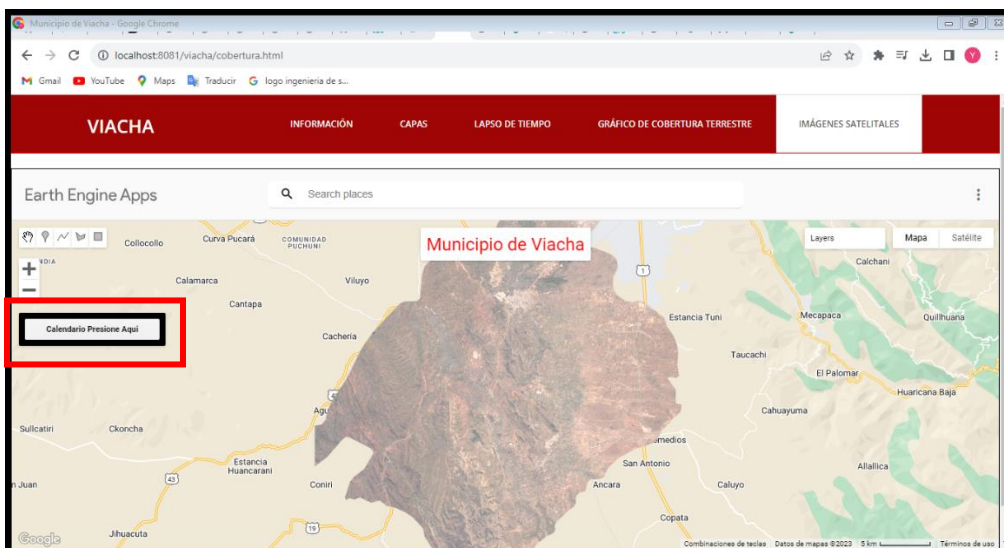 Municipio de Viacha - Google Chrome
localhost:8081/viacha/cobertura.html
Gmail YouTube Maps Traducir logo ingenieria de s...
VIACHA INFORMACIÓN CAPAS LAPSO DE TIEMPO GRÁFICO DE COBERTURA TERRESTRE IMÁGENES SATELITALES
Earth Engine Apps Search places
Municipio de Viacha
Layers Mapa Satélite
Collocollo
Curva Pucará
COMUNIDAD
PUCHUNI
Calchani
Calamarca
Viluyo
1
Cantapa
Calendario Presione Aqui
Estancia Tuni
Mecapaca
Quillhuana
Cachería
Taucachi
El Palomar
Huaricana Baja
Cahuayuma
Sullcatiri
Ckoncha
San Antonio
Estancia
Huancarani
Allallica
43
Coniri
Ancara
Caluyo
Copata
19
Jihuacuta
Google
Combinaciones de teclas Datos de mapas ©2023 5 km Términos de uso